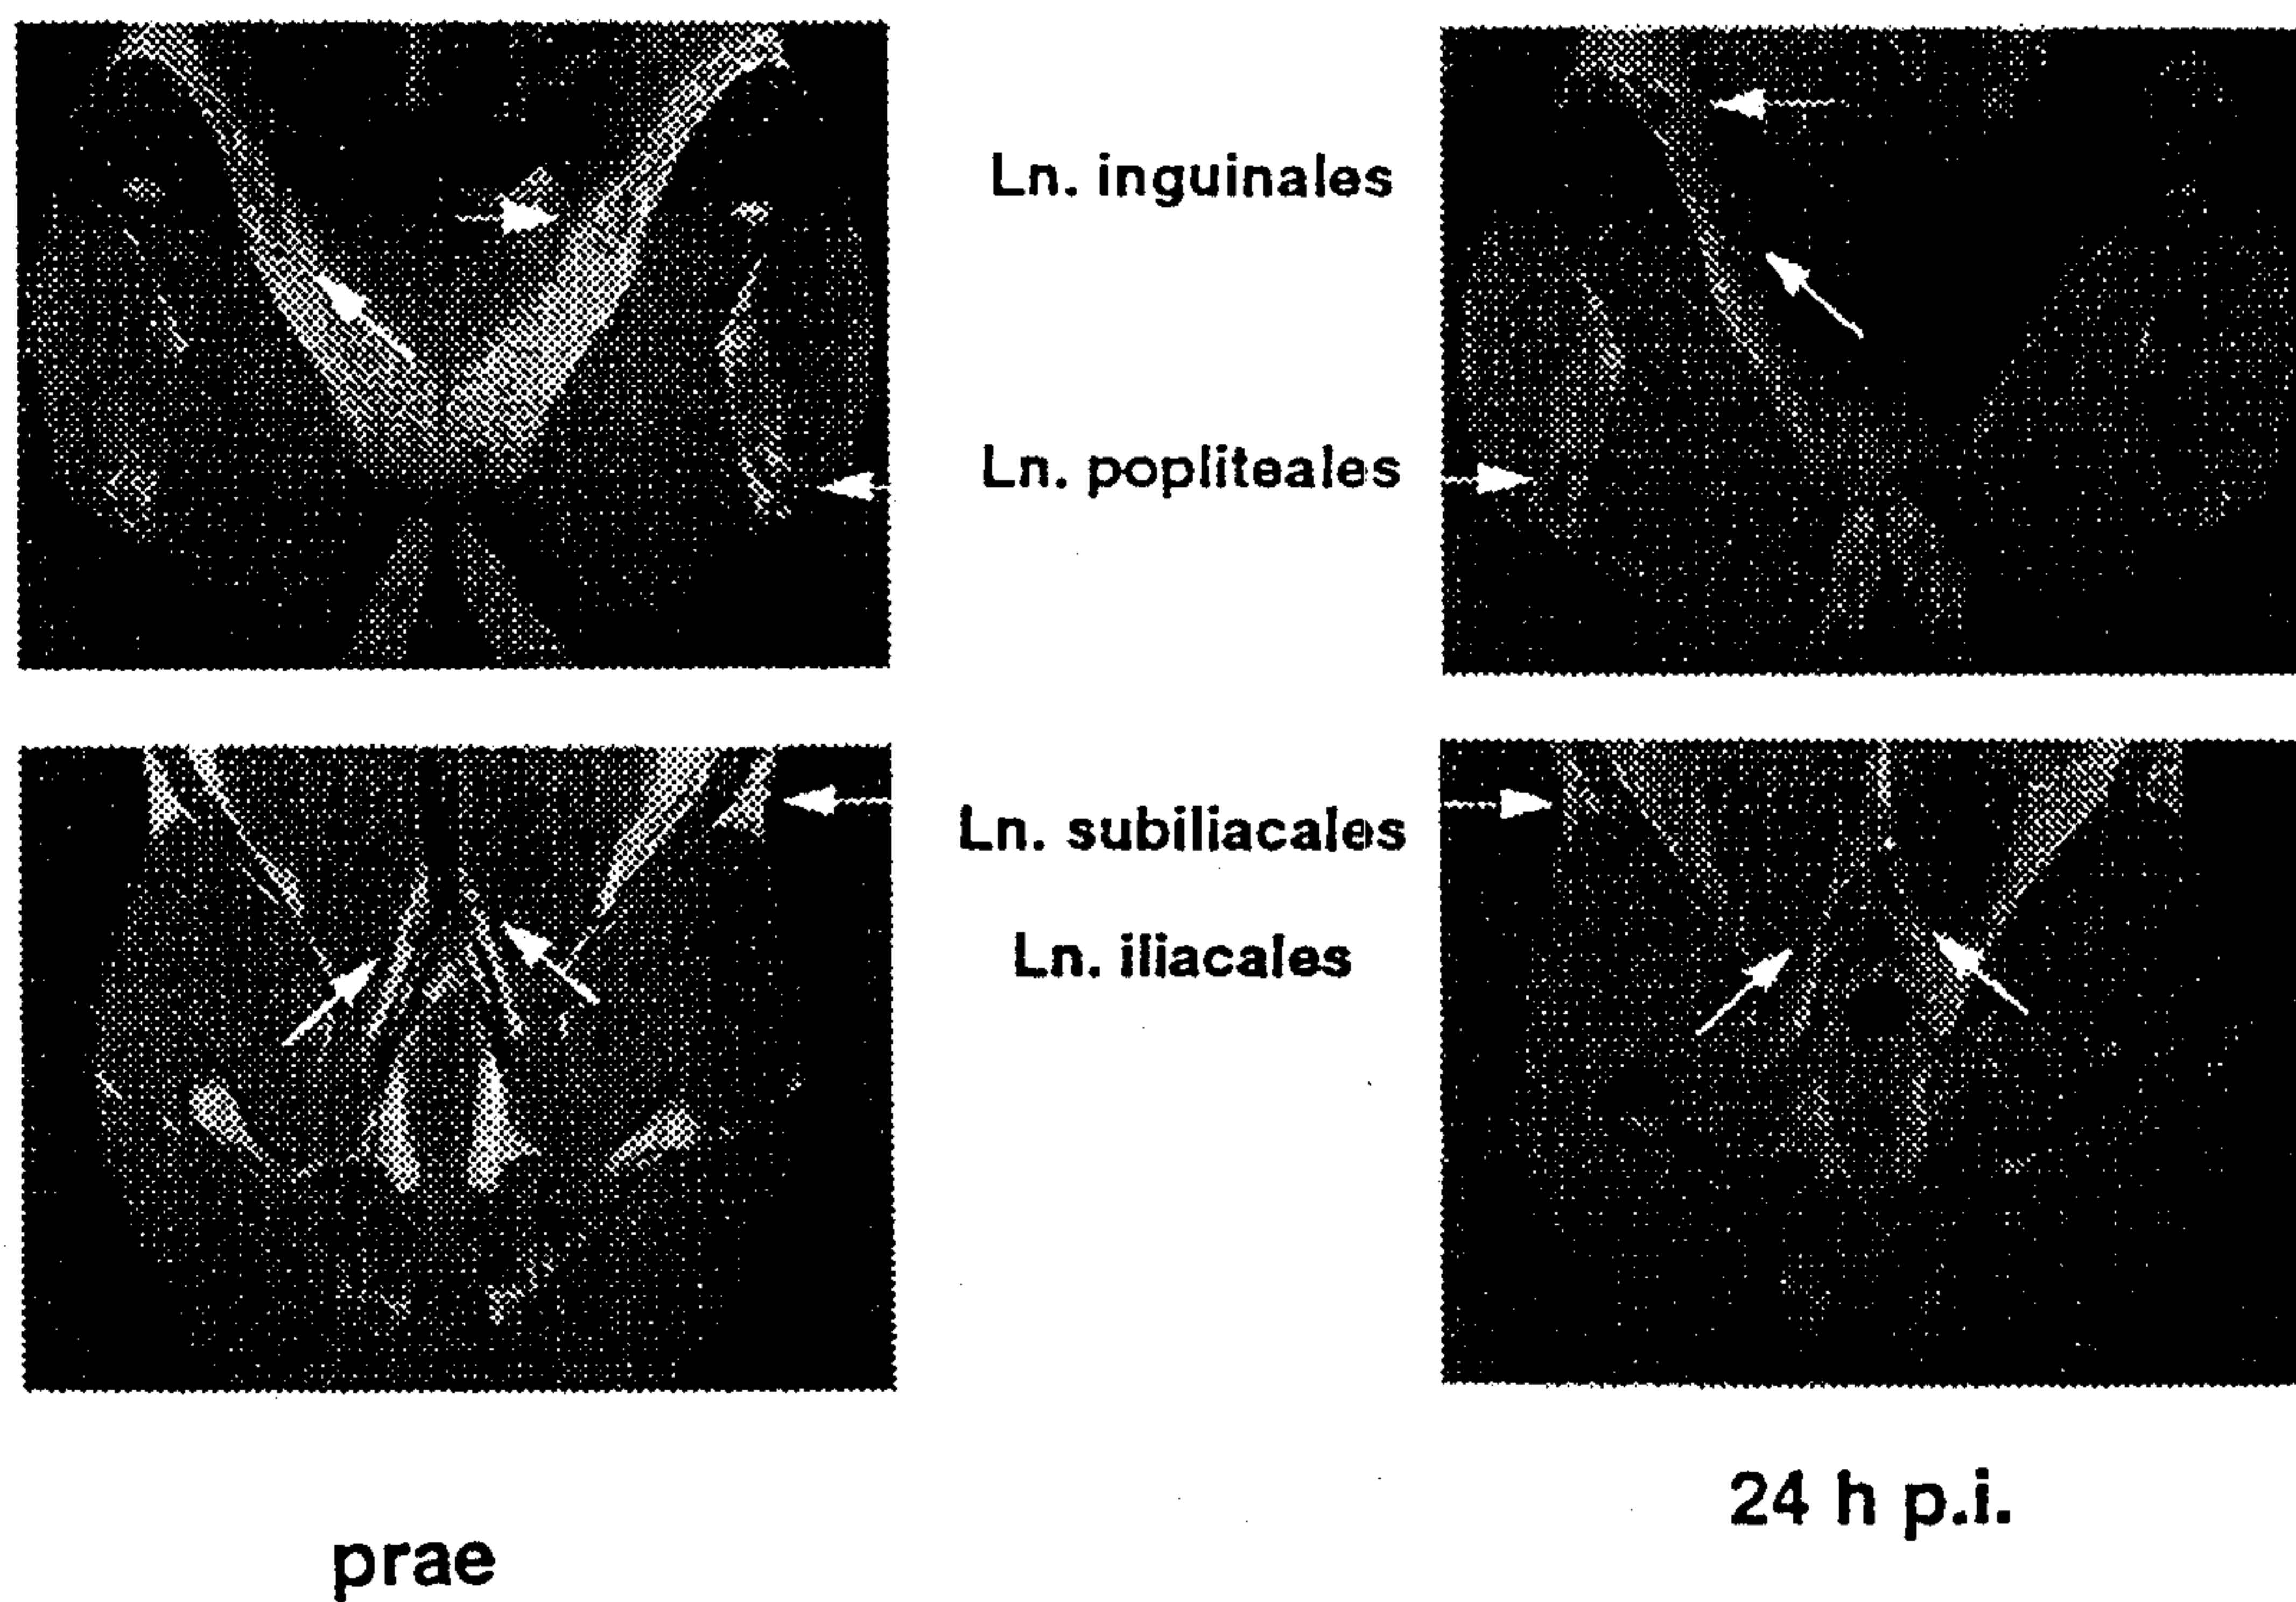 Ln. inguinales
Ln. popliteales
Ln. subiliacales
Ln. iliacales
24 h p.i.
prae